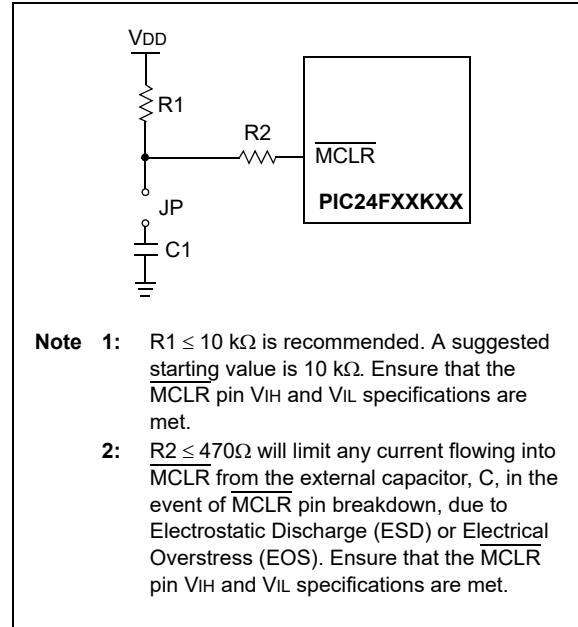 VDD
R1
R2
MCLR
JP
PIC24FXXKXX
C1
Note 1: R1 ≤ 10 kΩ is recommended. A suggested
starting value is 10 kΩ. Ensure that the
MCLR pin VIH and VIL specifications are
met.
2: R2 ≤ 470Ω will limit any current flowing into
MCLR from the external capacitor, C, in the
event of MCLR pin breakdown, due to
Electrostatic Discharge (ESD) or Electrical
Overstress (EOS). Ensure that the MCLR
pin VIH and VIL specifications are met.